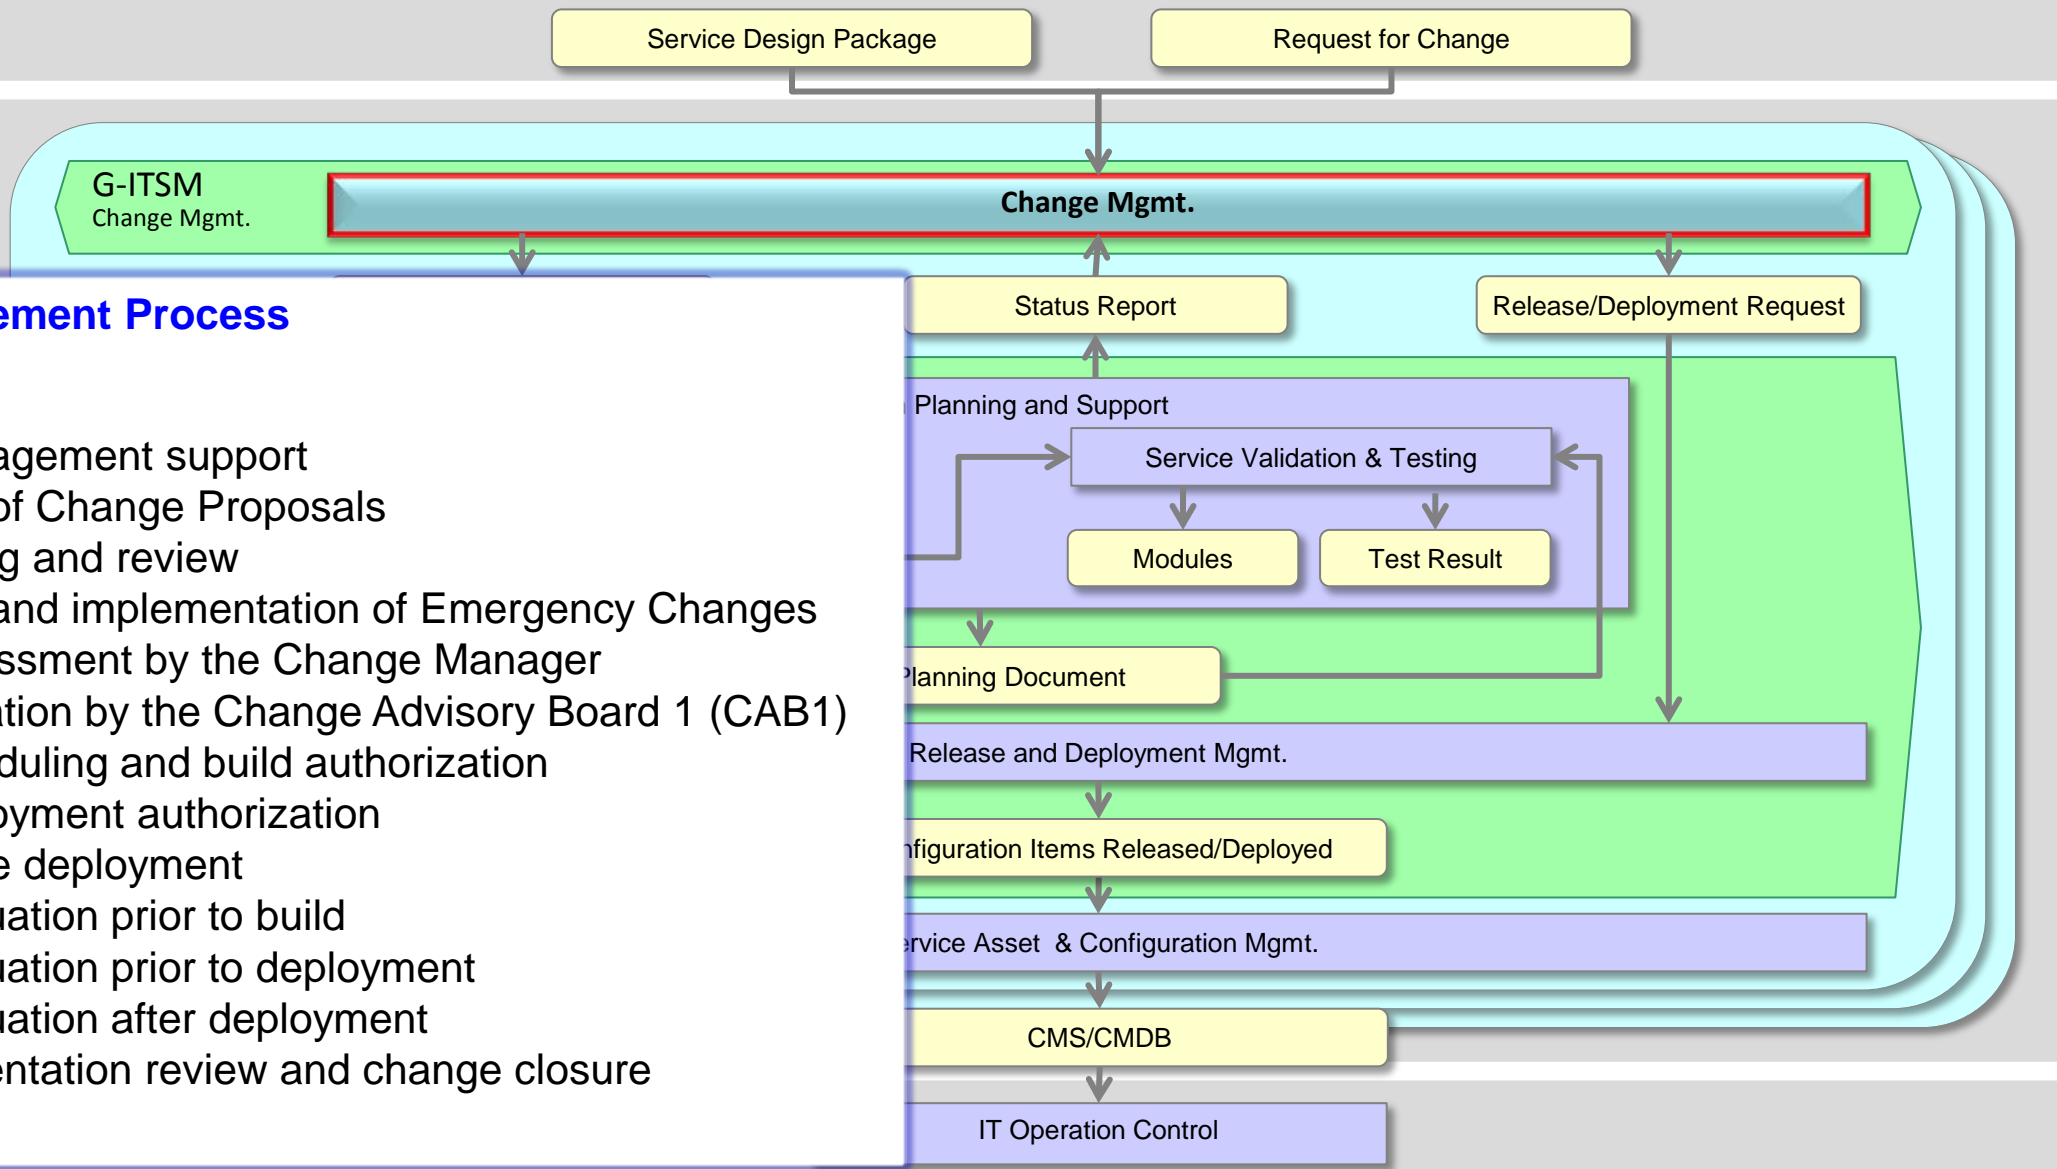 Service Design Package
Request for Change
G-ITSM
Change Mgmt.
Change Mgmt.
Status Report
Release/Deployment Request
ement Process
agement support
of Change Proposals
g and review
and implementation of Emergency Changes
essment by the Change Manager
ation by the Change Advisory Board 1 (CAB1)
duling and build authorization
oyment authorization
e deployment
uation prior to build
uation prior to deployment
uation after deployment
entation review and change closure
Planning and Support
Service Validation & Testing
Modules
Test Result
Planning Document
Release and Deployment Mgmt.
nfiguration Items Released/Deployed
ervice Asset & Configuration Mgmt.
CMS/CMDB
IT Operation Control